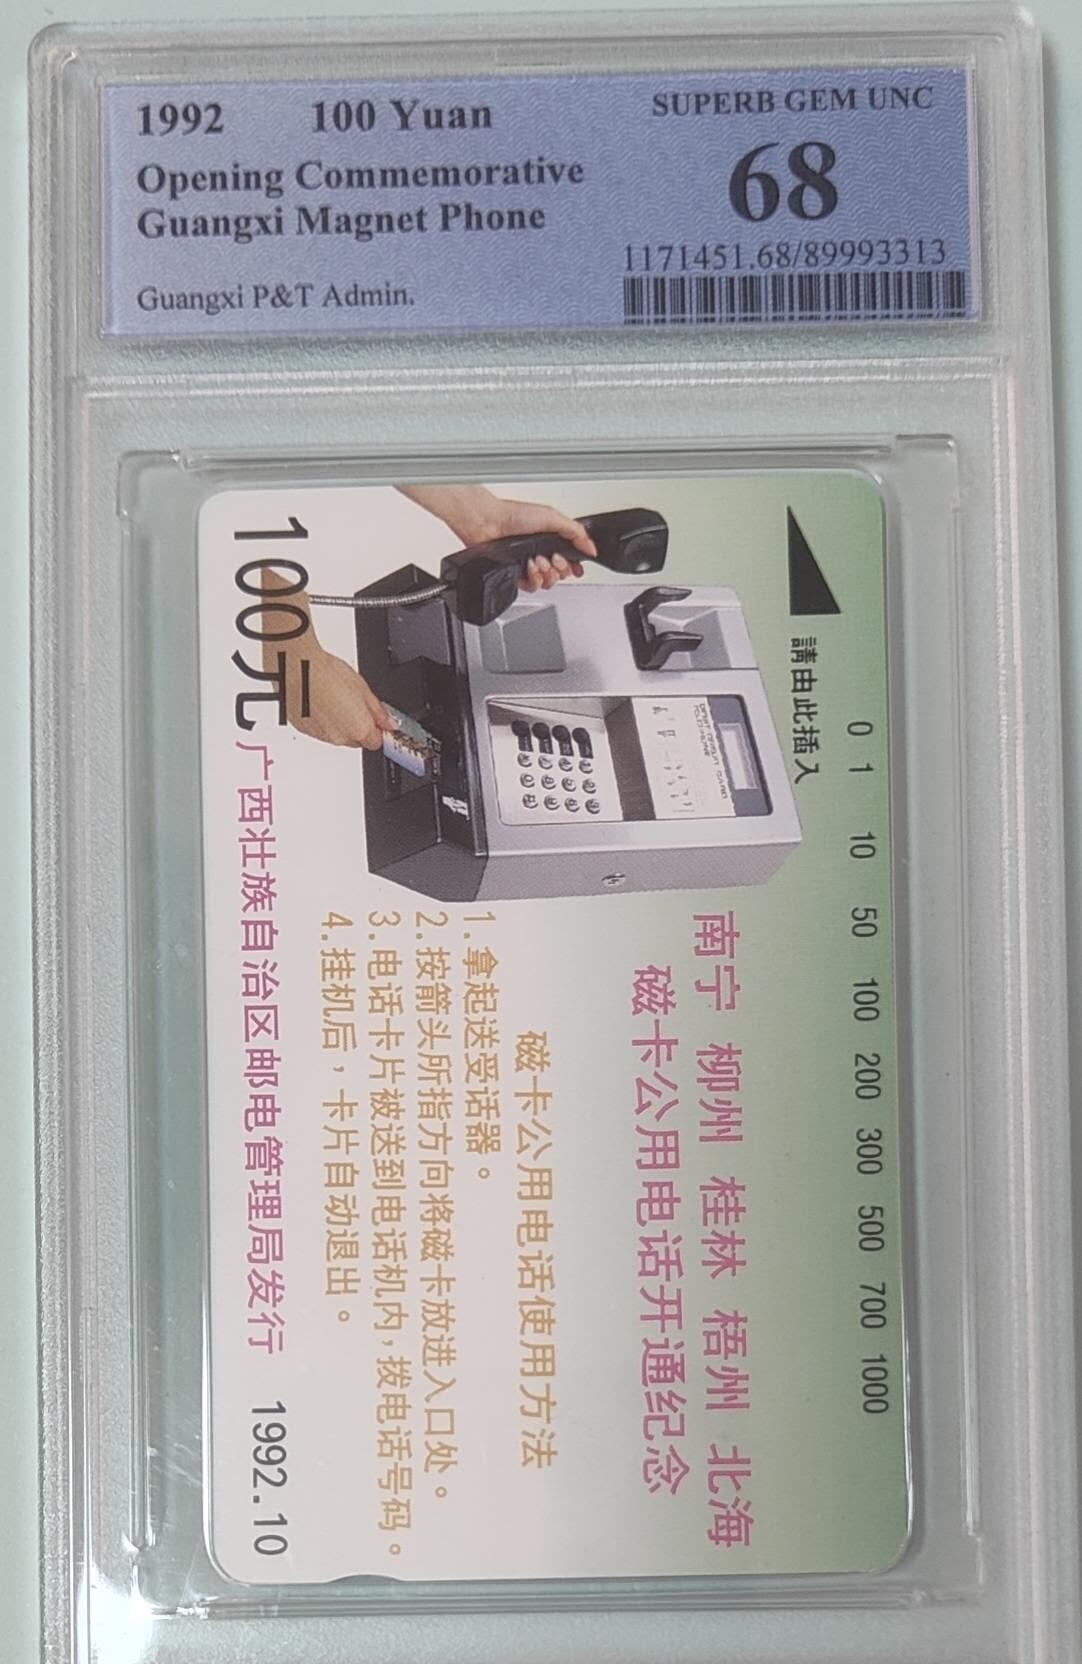 1992 100 Yuan
Opening Commemorative
Guangxi Magnet Phone
Guangxi P&T Admin.
SUPERB GEM UNC
68
1171451.68/89993313
請由此插入
0 1 10 50 100 200 300 500 700 1000
南宁 柳州 桂林 梧州 北海
磁卡公用电话开通纪念
磁卡公用电话使用方法
1.拿起送受话器。
2.按箭头所指方向将磁卡放进入口处。
3.电话卡片被送到电话机内,拨电话号码。
4.挂机后,卡片自动退出。
100元 广西壮族自治区邮电管理局发行 1992.10